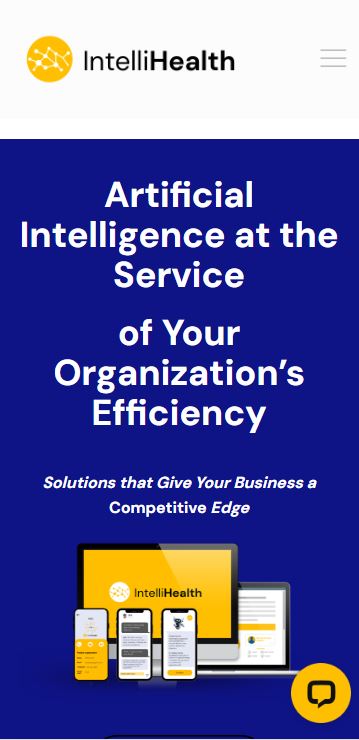 IntelliHealth
Artificial
Intelligence at the
Service
of Your
Organization’s
Efficiency
Solutions that Give Your Business a
Competitive Edge
IntelliHealth